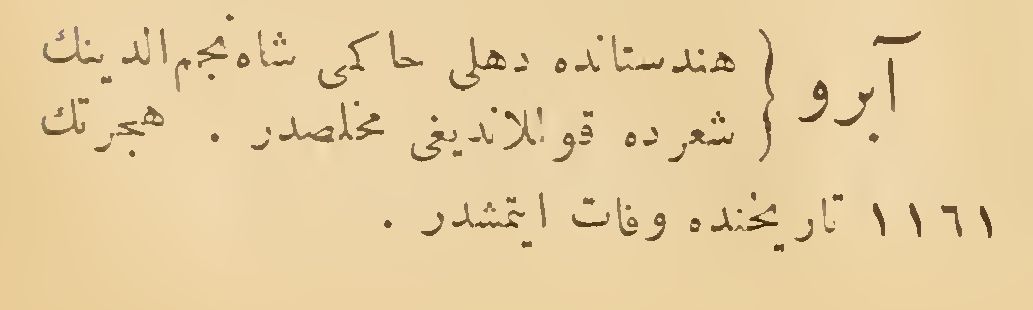 آبرو { هندستانده دهلی حاکمی شاه نجم الدینك
شعرده قوللاندیغی مخلصدر . هجرتك
١١٦١ تاریخنده وفات ایتمشدر .